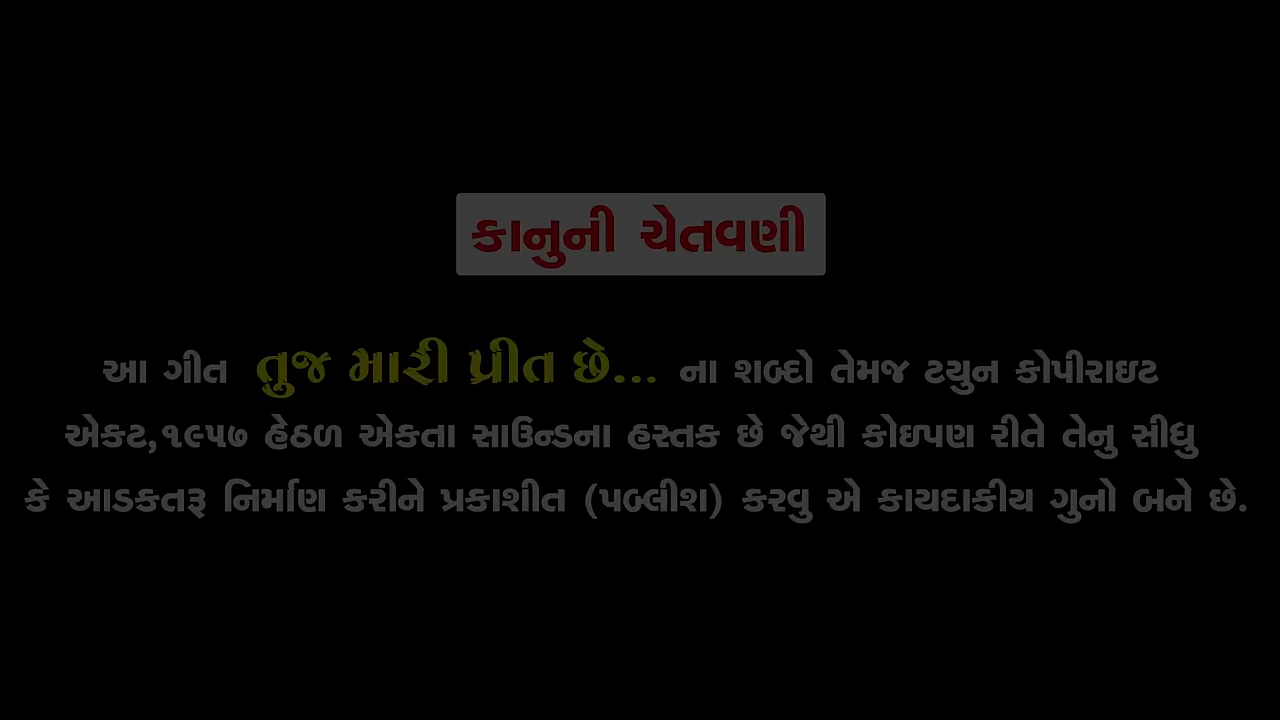 કાનુની ચેતવણી
આ ગીત તુજ મારી પ્રીત છે... ના શબ્દો તેમજ ટયુન કોપીરાઇટ
એકટ,૧૯૫૭ હેઠળ એકતા સાઉન્ડના હસ્તક છે જેથી કોઇપણ રીતે તેનુ સીધુ
કે આડકતરૂ નિર્માણ કરીને પ્રકાશીત (પબ્લીશ) કરવુ એ કાયદાકીય ગુનો બને છે.